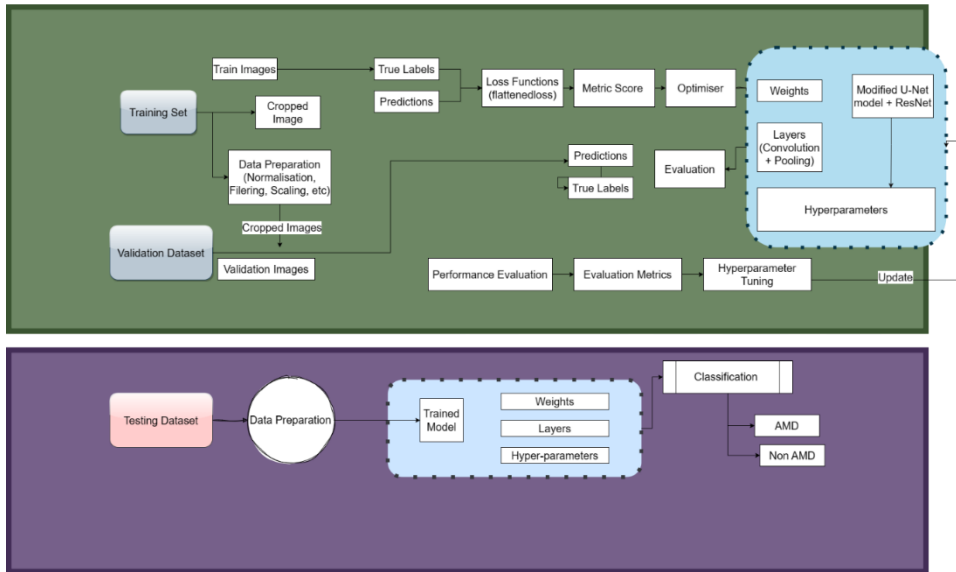 Train Images
True Labels
Predictions
Loss Functions
(flattenedloss)
Metric Score
Optimiser
Weights
Modified U-Net
model + ResNet
Training Set
Cropped
Image
Layers
(Convolution
+ Pooling)
Data Preparation
(Normalisation,
Filering, Scaling, etc)
Predictions
True Labels
Evaluation
Hyperparameters
Cropped Images
Validation Dataset
Validation Images
Performance Evaluation
Evaluation Metrics
Hyperparameter
Tuning
Update
Testing Dataset
Data Preparation
Trained
Model
Weights
Layers
Hyper-parameters
Classification
AMD
Non AMD